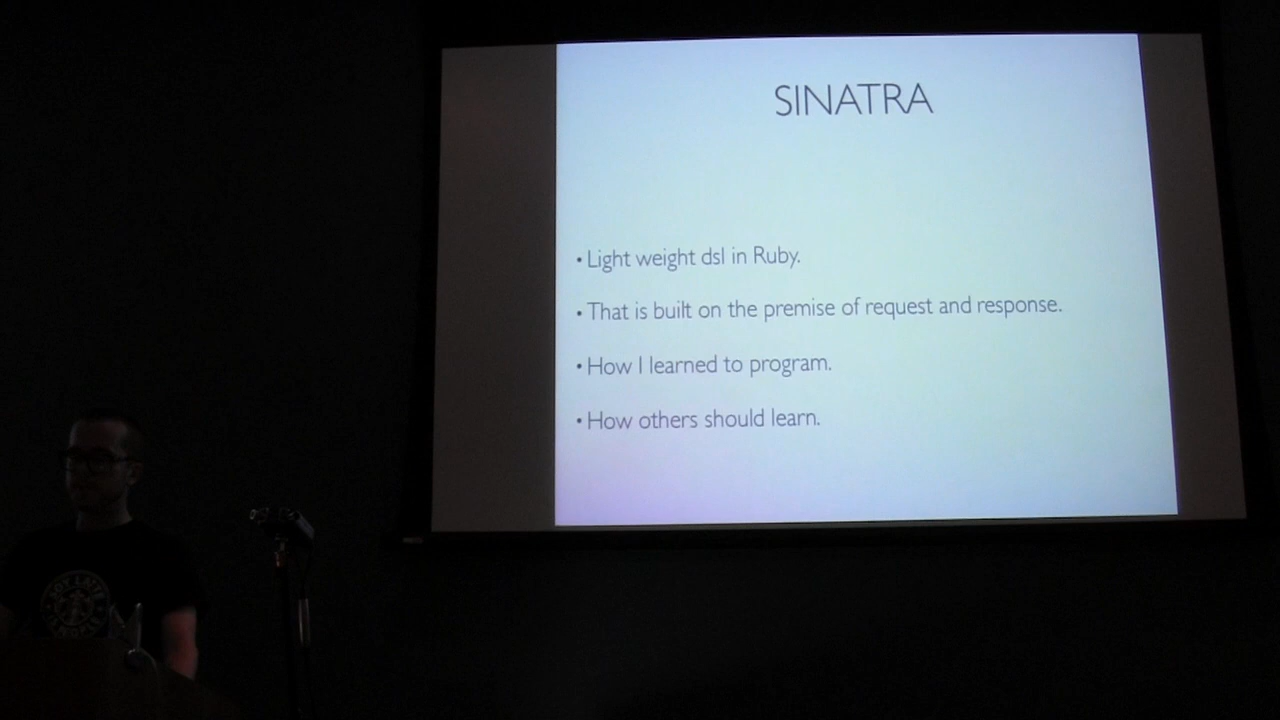 SINATRA
• Light weight dsl in Ruby.
• That is built on the premise of request and response.
• How I learned to program.
• How others should learn.